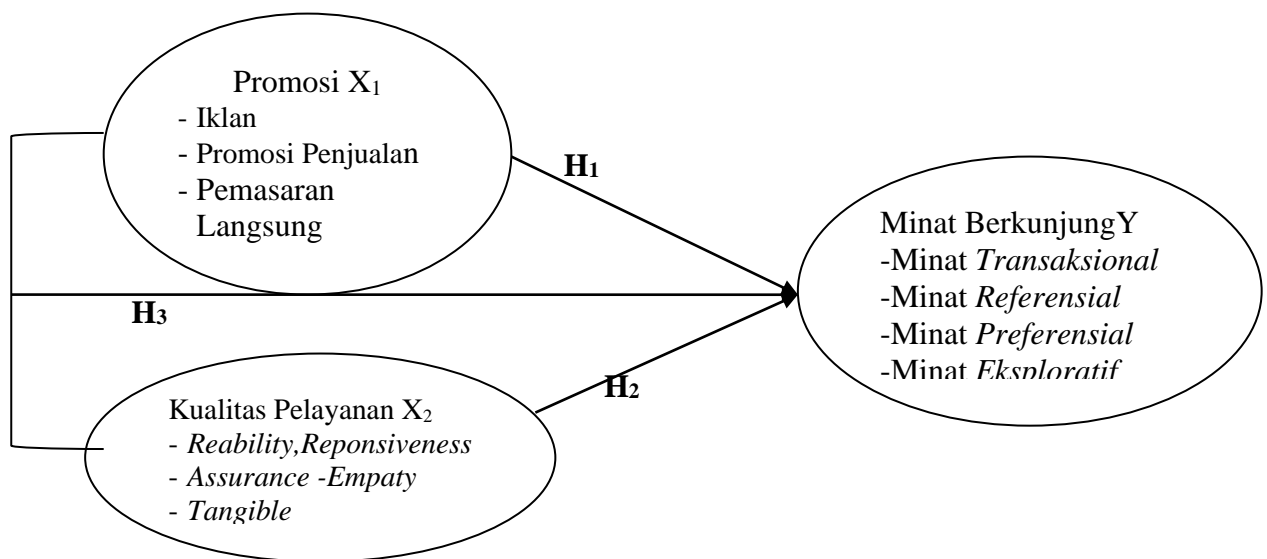 Promosi X₁
- Iklan
- Promosi Penjualan
- Pemasaran
Langsung
H₁
Minat BerkunjungY
-Minat Transaksional
-Minat Referensial
-Minat Preferensial
-Minat Eksploratif
H₃
H₂
Kualitas Pelayanan X₂
- Reability,Reponsiveness
- Assurance -Empaty
- Tangible